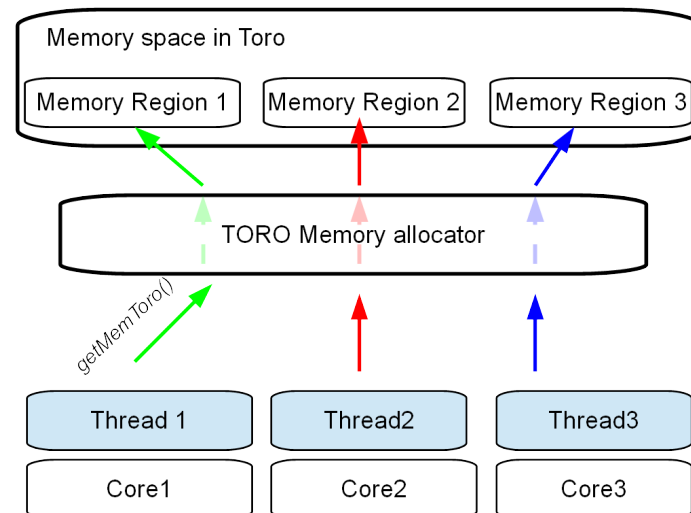 Memory space in Toro
Memory Region 1
Memory Region 2
Memory Region 3
TORO Memory allocator
getMemToro()
Thread 1
Thread2
Thread3
Core1
Core2
Core3